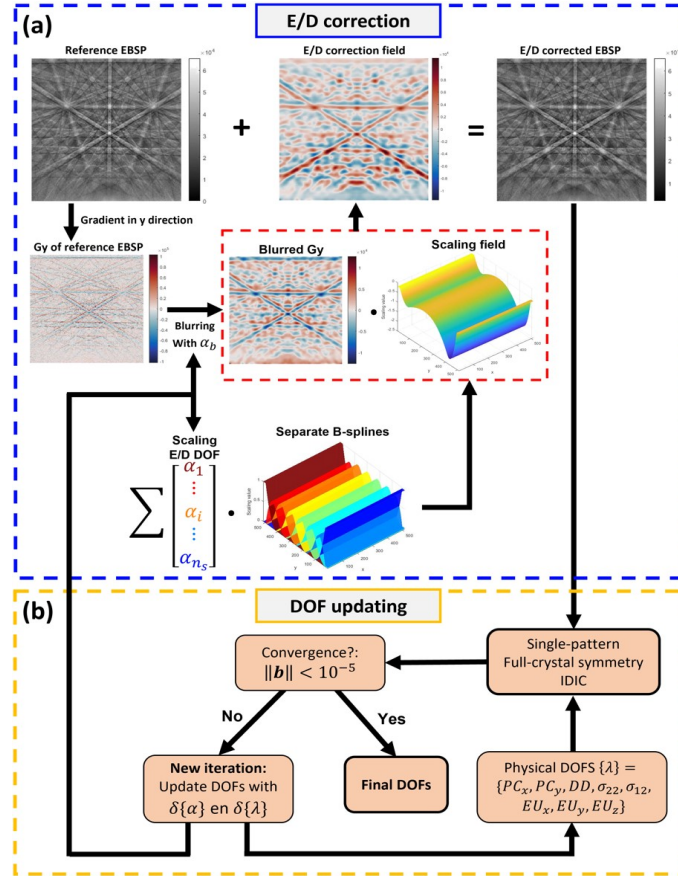 (a)
E/D correction
Reference EBSP
E/D correction field
E/D corrected EBSP
+
=
Gradient in y direction
Gy of reference EBSP
Blurred Gy
Scaling field
Blurring
With α_b
Scaling
E/D DOF
Separate B-splines
∑
α₁
⋮
α_i
⋮
α_{n_s}
(b)
DOF updating
Convergence?:
‖b‖ < 10⁻⁵
Single-pattern
Full-crystal symmetry
IDIC
No
Yes
New iteration:
Update DOFs with
δ{α} en δ{λ}
Final DOFs
Physical DOFS {λ} =
{PC_x, PC_y, DD, σ₂₂, σ₁₂,
EU_x, EU_y, EU_z}